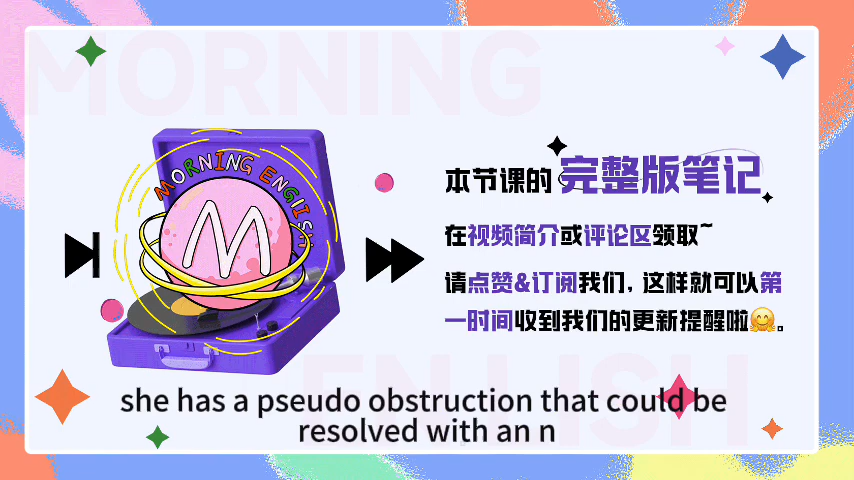 MORNING
MORNING ENGLISH
M
本节课的 完整版笔记
在视频简介或评论区领取~
请点赞&订阅我们，这样就可以第
一时间收到我们的更新提醒啦🤗。
ENGLISH
she has a pseudo obstruction that could be
resolved with an n